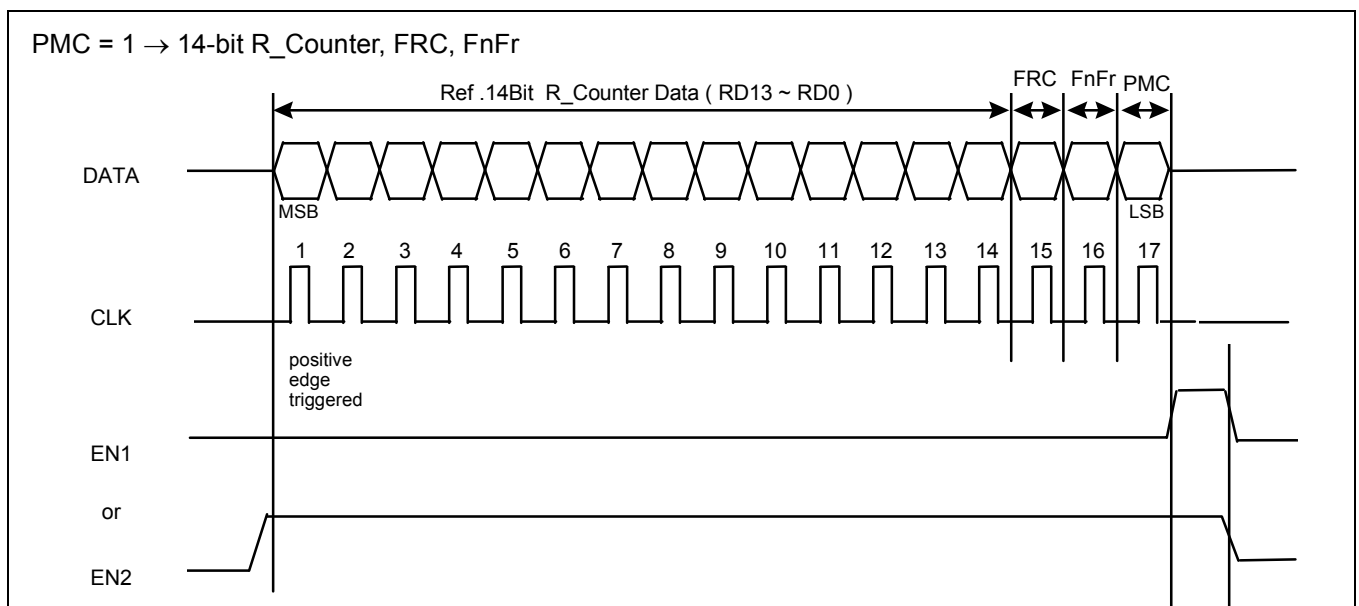 PMC = 1 → 14-bit R_Counter, FRC, FnFr
Ref .14Bit R_Counter Data ( RD13 ~ RD0 )
FRC FnFr PMC
DATA
MSB
LSB
1 2 3 4 5 6 7 8 9 10 11 12 13 14 15 16 17
CLK
positive
edge
triggered
EN1
or
EN2